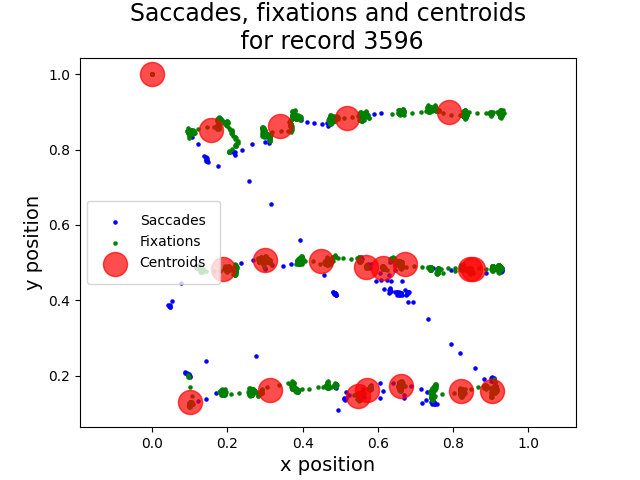 Saccades, fixations and centroids
for record 3596
1.0
0.8
0.6
0.4
0.2
y position
Saccades
Fixations
Centroids
0.0
0.2
0.4
0.6
0.8
1.0
x position